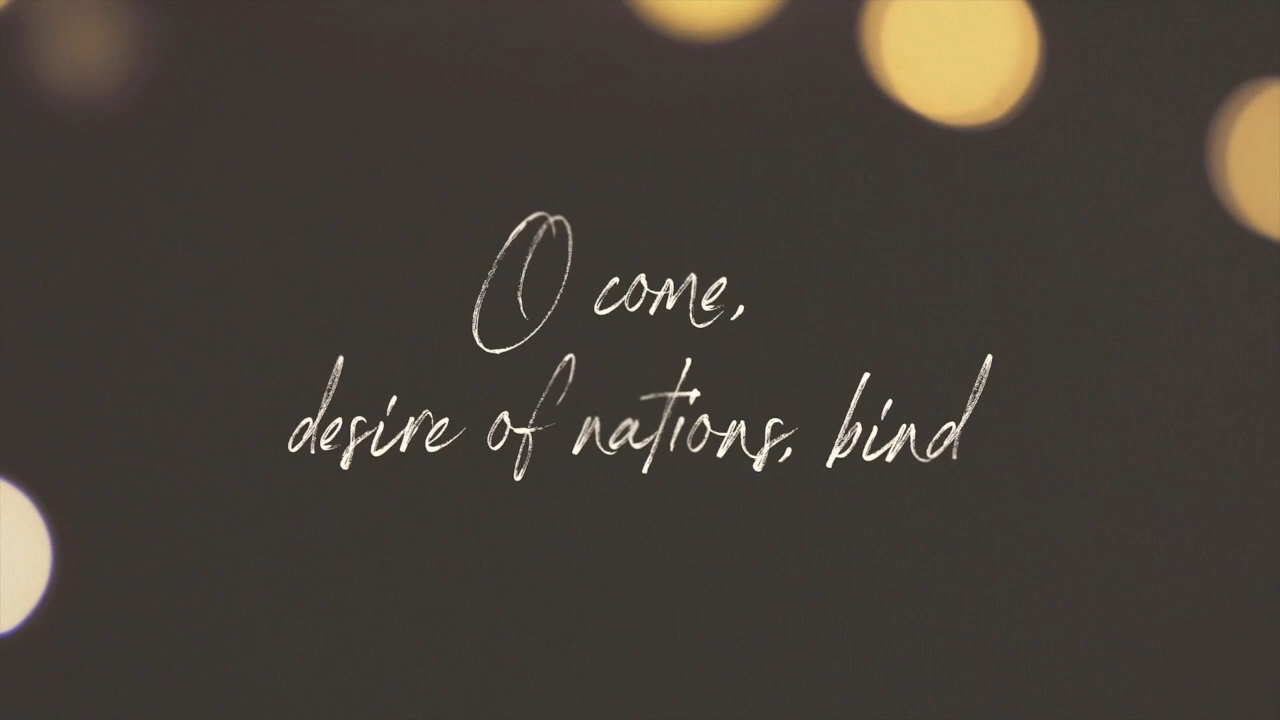 O come,
desire of nations, bind